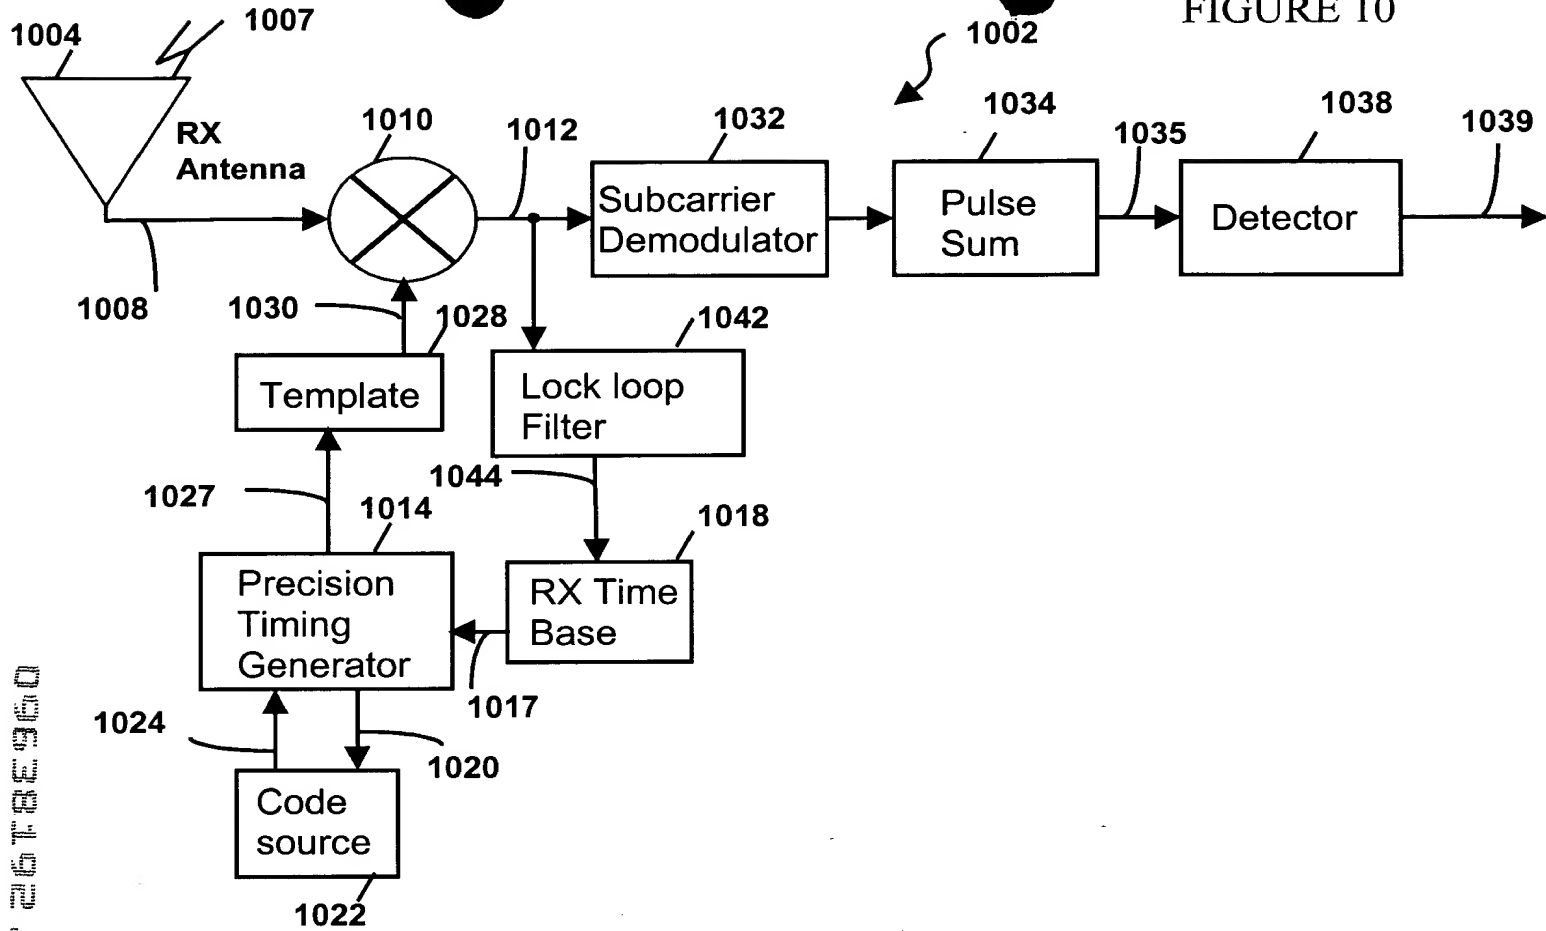 FIGURE 10
1004
1007
1002
RX
Antenna
1010
1012
1032
1034
1035
1038
1039
Subcarrier
Demodulator
Pulse
Sum
Detector
1008
1030
1028
1042
Template
Lock loop
Filter
1044
1027
1014
1018
Precision
Timing
Generator
RX Time
Base
1017
1024
1020
Code
source
1022